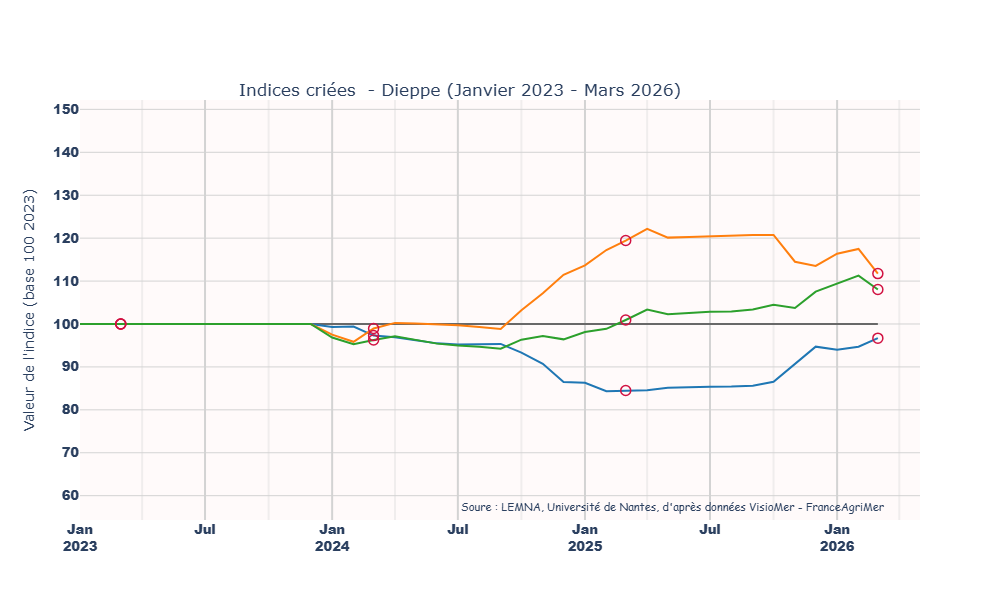 Indices criées  - Dieppe (Janvier 2023 - Mars 2026)
Valeur de l'indice (base 100 2023)
150
140
130
120
110
100
90
80
70
60
Soure : LEMNA, Université de Nantes, d'après données VisioMer - FranceAgriMer
Jan Jul Jan Jul Jan Jul Jan
2023 2024 2025 2026